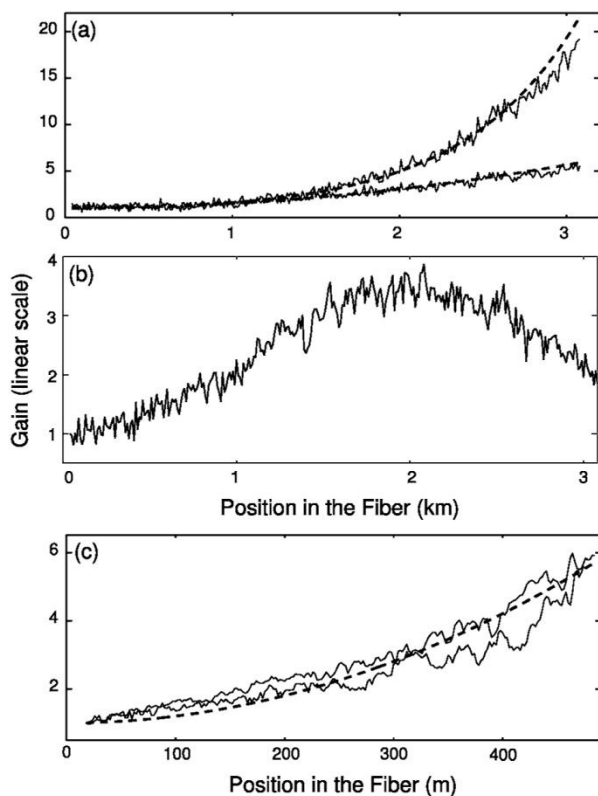 (a)
20
15
10
5
0
0 1 2 3
(b)
4
3
2
1
0 1 2 3
Gain (linear scale)
Position in the Fiber (km)
(c)
6
4
2
0 100 200 300 400
Position in the Fiber (m)